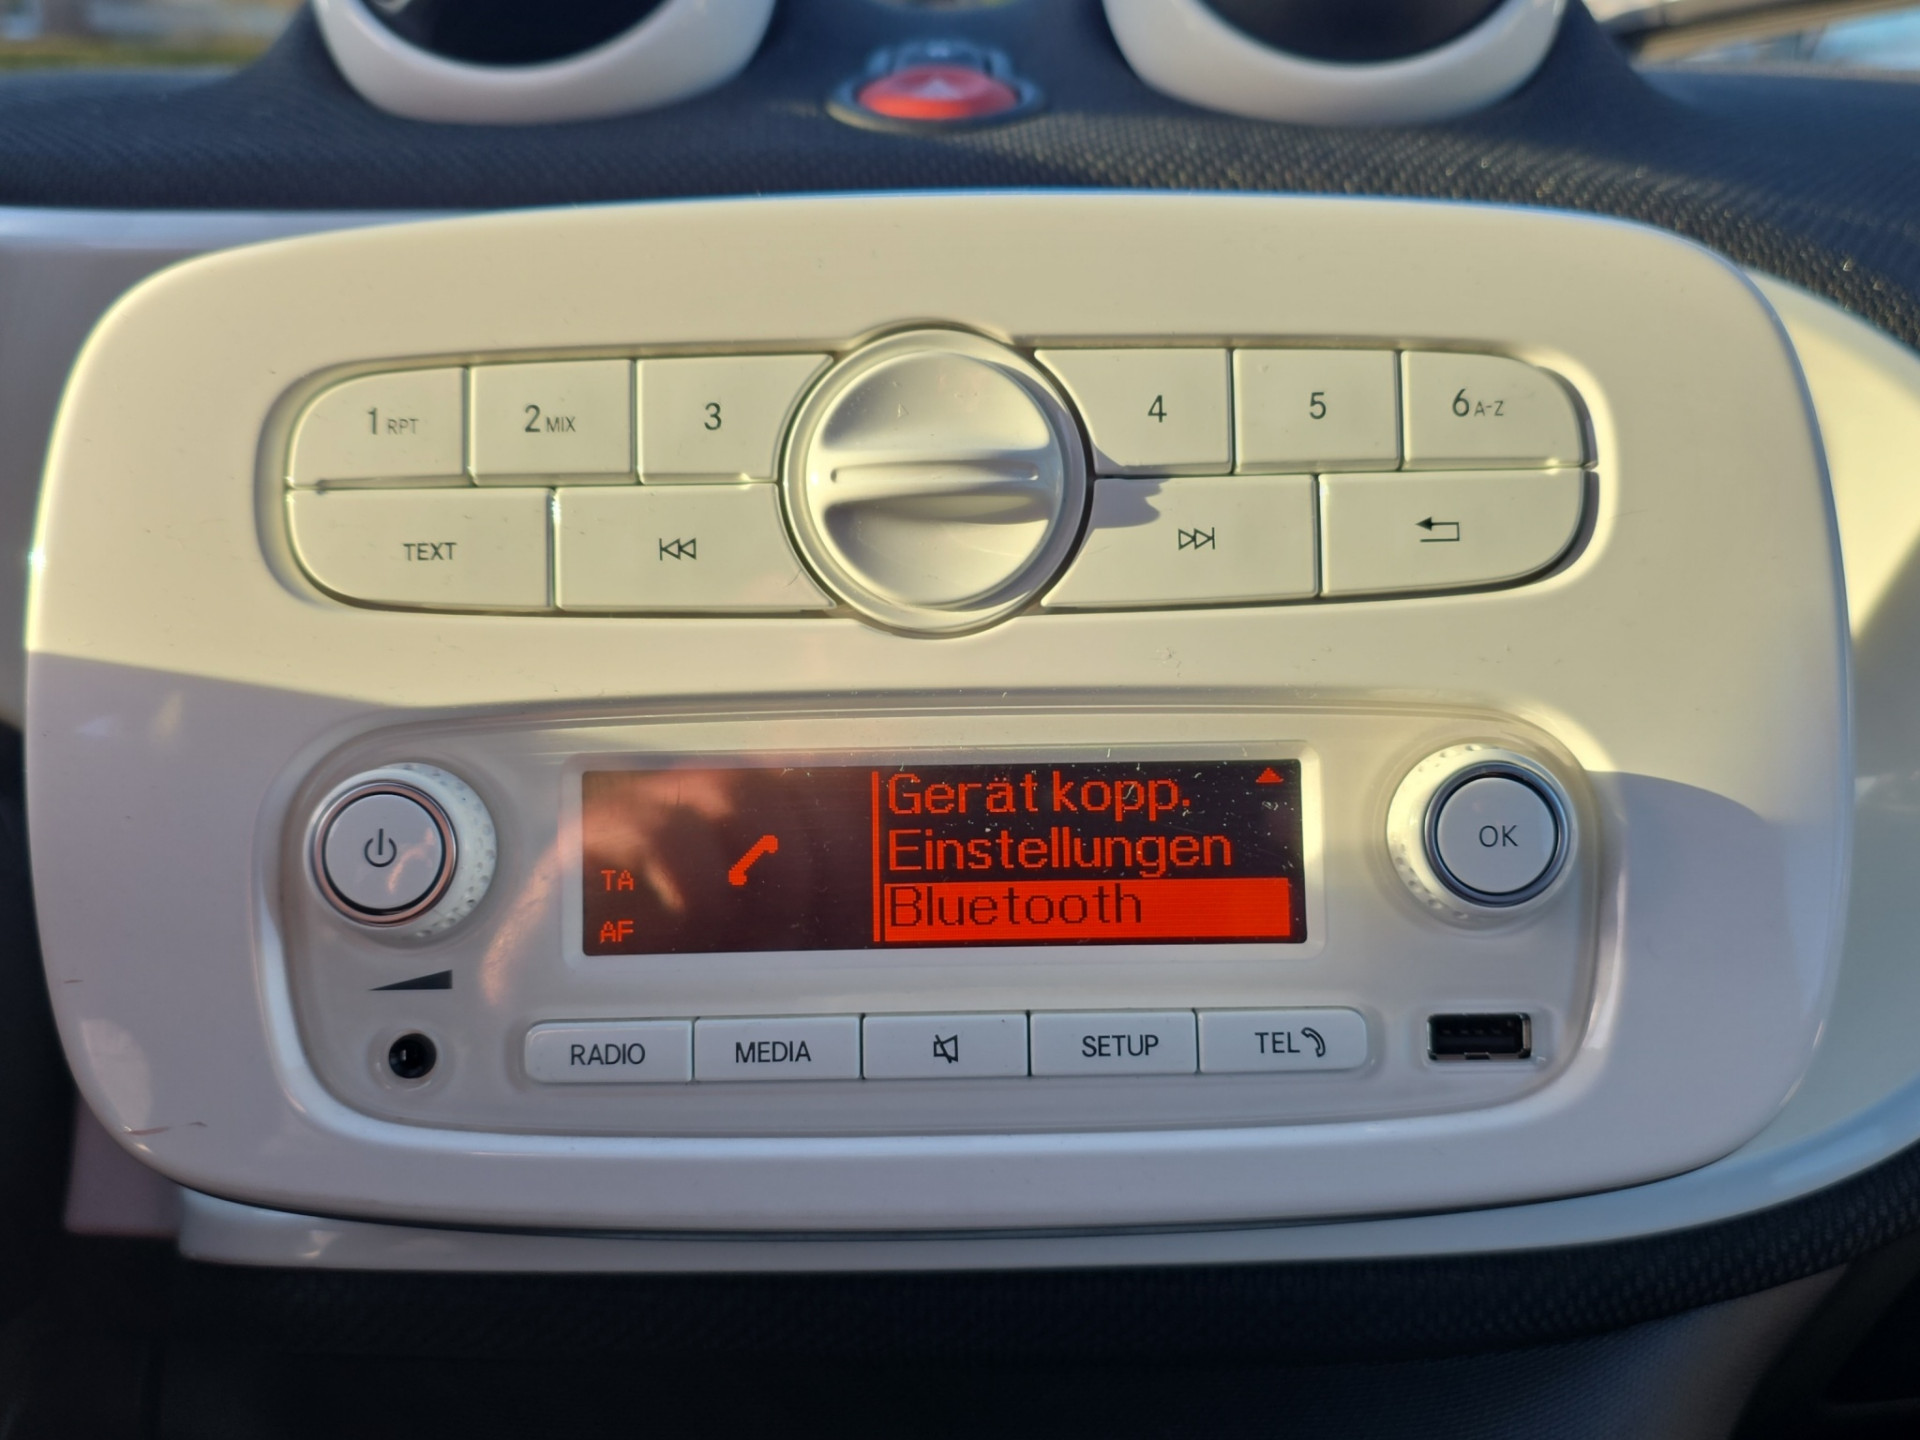 1 RPT
2 MIX
3
4
5
6 A-Z
TEXT
Gerät kopp.
Einstellungen
Bluetooth
TA
AF
OK
RADIO
MEDIA
SETUP
TEL